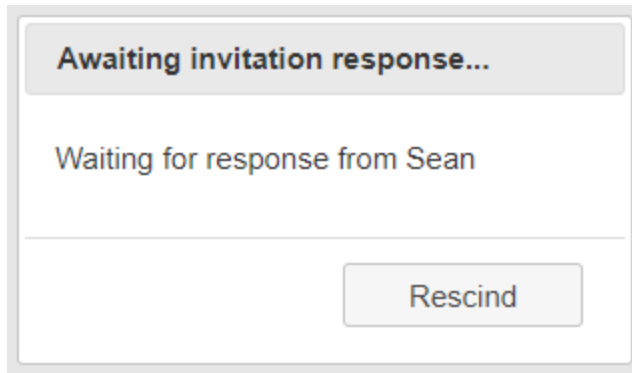 Awaiting invitation response...
Waiting for response from Sean
Rescind